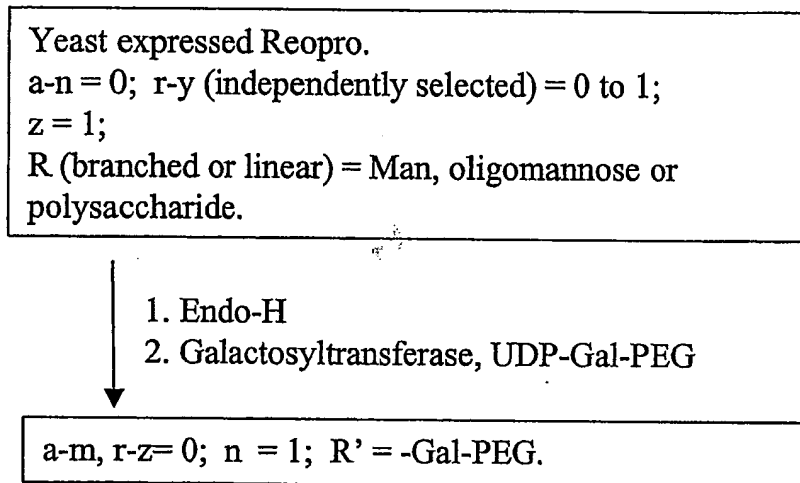 Yeast expressed Reopro.
a-n = 0; r-y (independently selected) = 0 to 1;
z = 1;
R (branched or linear) = Man, oligomannose or
polysaccharide.
1. Endo-H
2. Galactosyltransferase, UDP-Gal-PEG
a-m, r-z= 0; n = 1; R’ = -Gal-PEG.